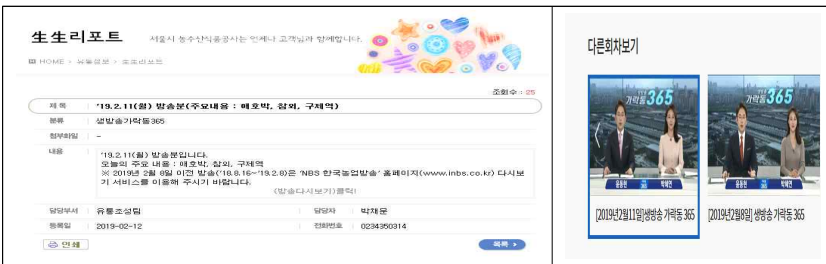 生生리포트
서울시 농수산식품공사는 언제나 고객님과 함께합니다.
HOME > 유통정보 > 生生리포트
조회수 : 25
제 목 '19.2.11(월) 방송분(주요내용 : 애호박, 참외, 구제역)
분류 생방송가락동365
첨부화일 -
내용
'19.2.11(월) 방송분입니다.
오늘의 주요 내용 : 애호박, 참외, 구제역
※ 2019년 2월 8일 이전 방송('18.8.16~'19.2.8)은 'NBS 한국농업방송' 홈페이지(www.inbs.co.kr) 다시보
기 서비스를 이용해 주시기 바랍니다.
(방송다시보기)클릭!
담당부서 유통조성팀 담당자 박채문
등록일 2019-02-12 전화번호 0234350314
인쇄
목록
다른회차보기
가락동365
가락동365
[2019년2월11일]생방송 가락동 365
[2019년2월8일] 생방송 가락동 365